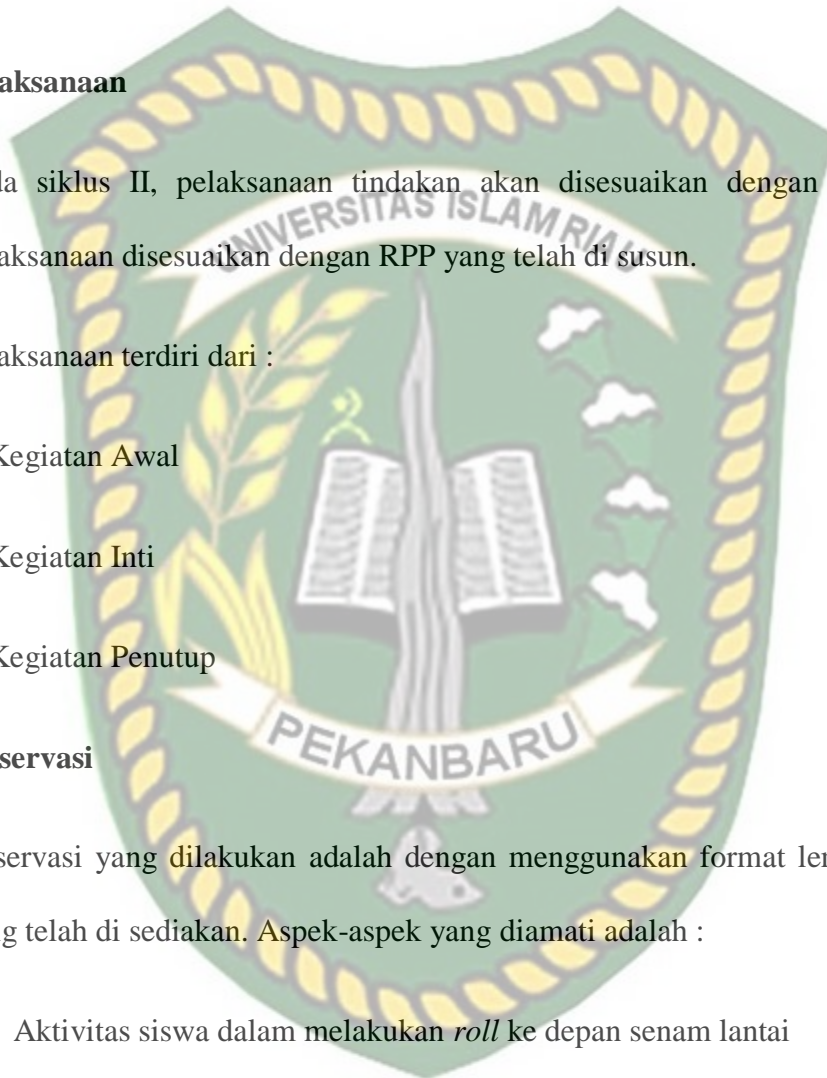 aksanaan
da siklus II, pelaksanaan tindakan akan disesuaikan dengan
UNIVERSITAS ISLAM RIAU
aksanaan disesuaikan dengan RPP yang telah di susun.
aksanaan terdiri dari :
Kegiatan Awal
Kegiatan Inti
Kegiatan Penutup
PEKANBARU
servasi
servasi yang dilakukan adalah dengan menggunakan format ler
g telah di sediakan. Aspek-aspek yang diamati adalah :
Aktivitas siswa dalam melakukan roll ke depan senam lantai